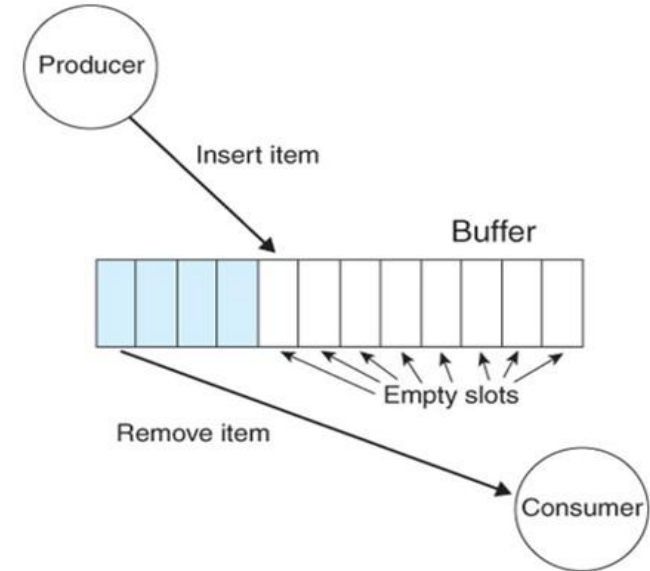 Producer
Insert item
Buffer
Empty slots
Remove item
Consumer